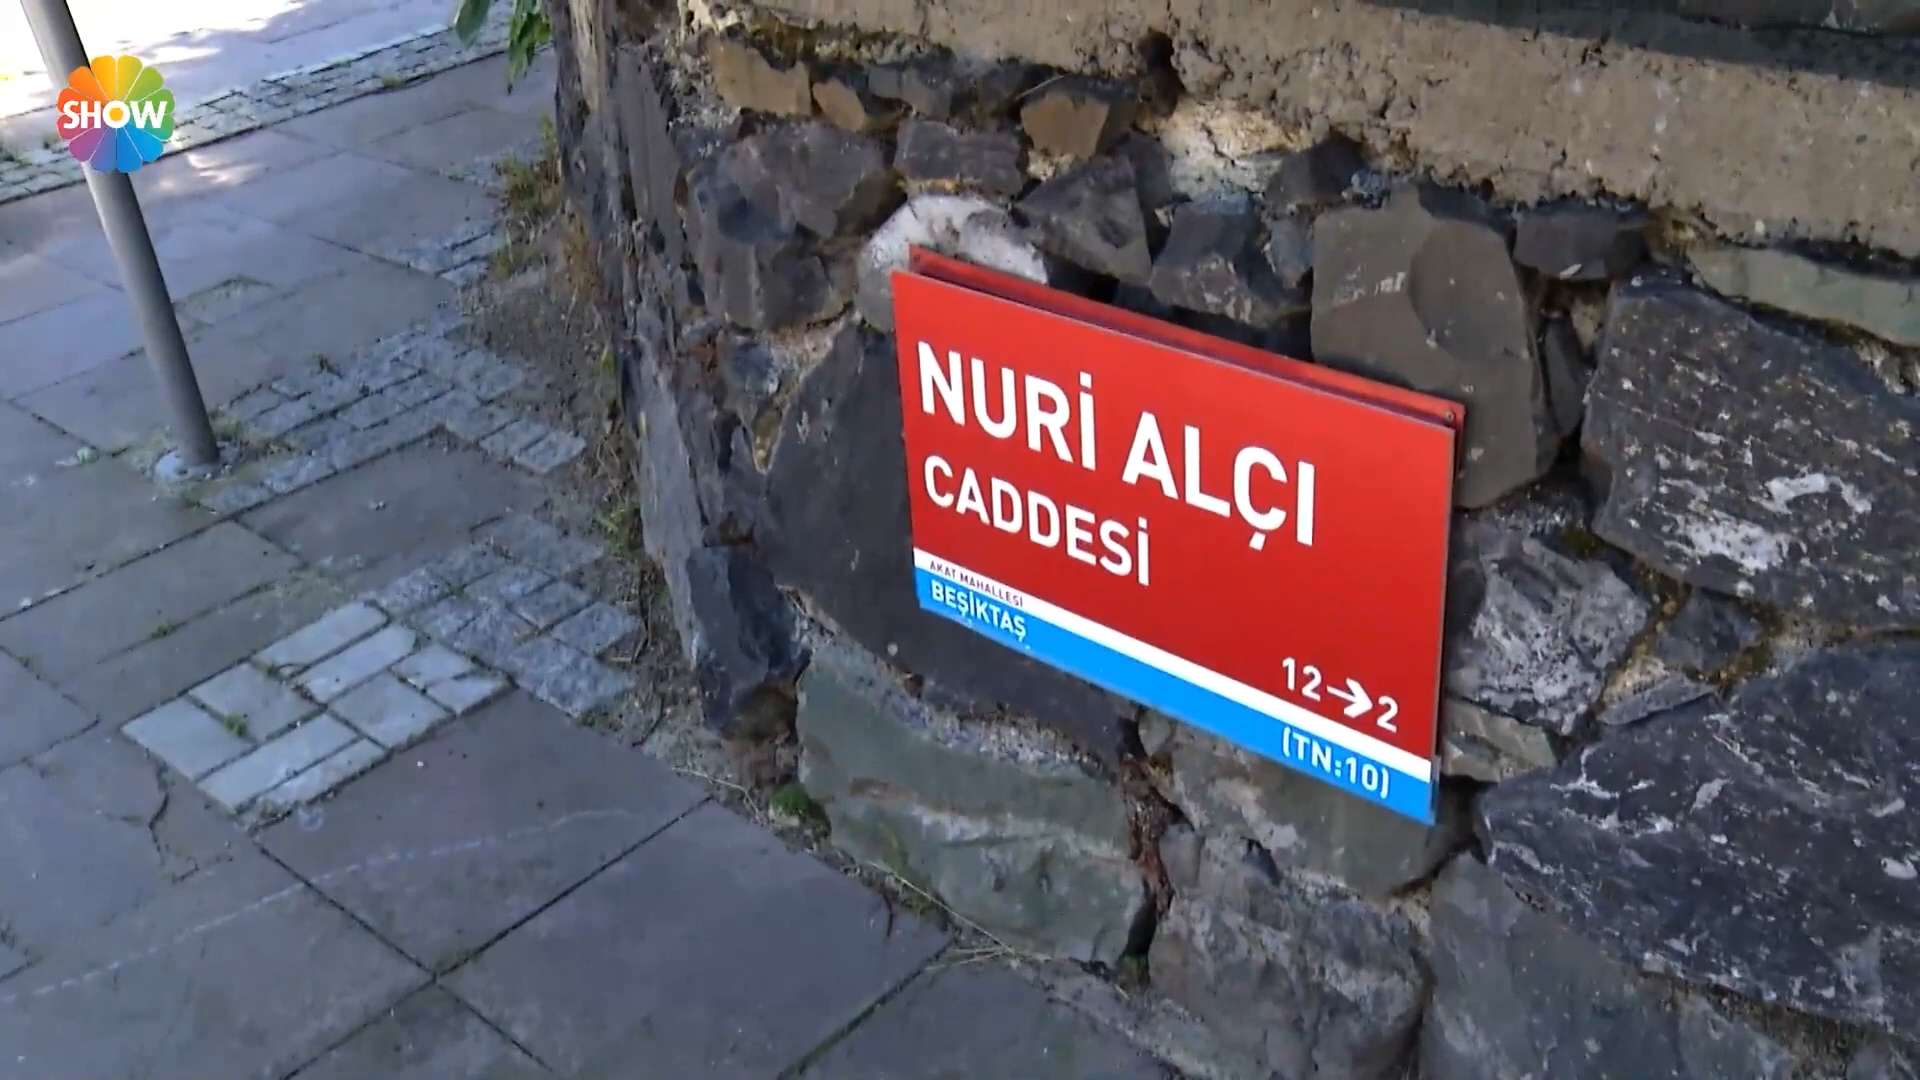 SHOW
NURİ ALÇI
CADDESİ
AKAT MAHALLESİ
BEŞİKTAŞ
12→2
(TN:10)